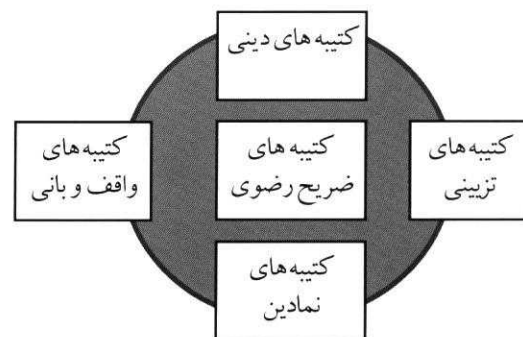 کتیبه های دینی
کتیبه های
تزیینی
کتیبه های
ضریح رضوی
کتیبه های
واقف و بانی
کتیبه های
نمادین